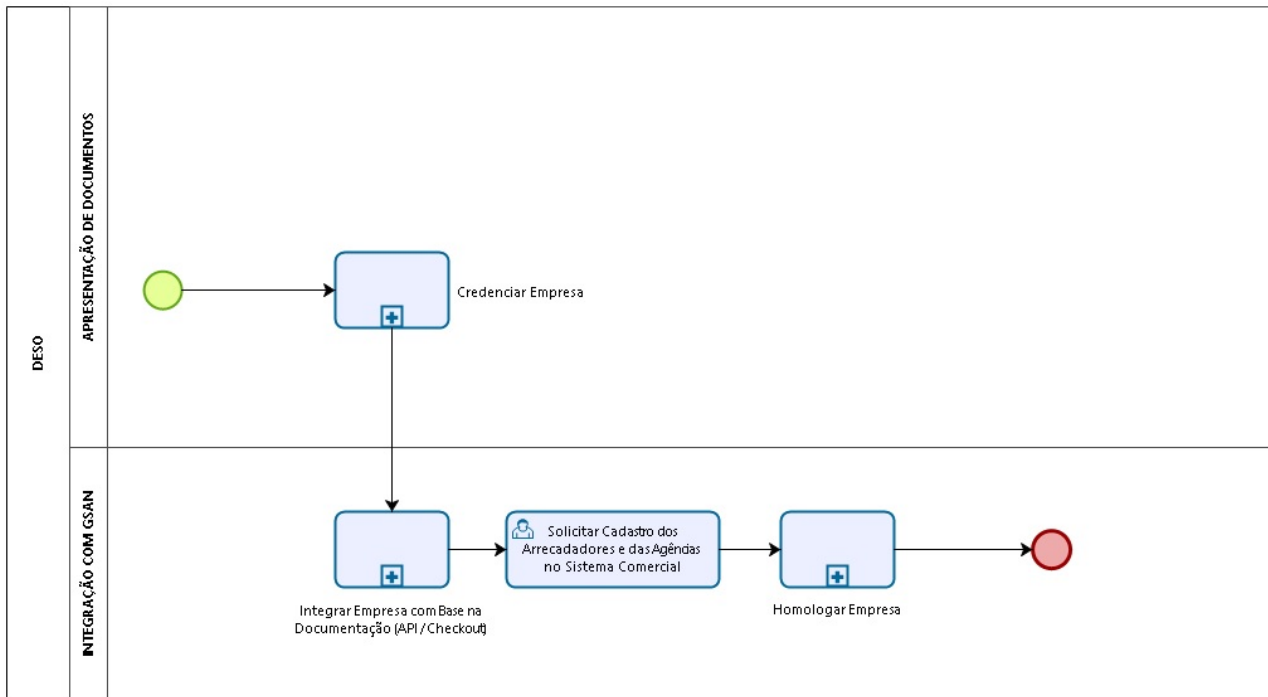 DESO
APRESENTAÇÃO DE DOCUMENTOS
Credenciar Empresa
INTEGRAÇÃO COM GSAN
Integrar Empresa com Base na
Documentação (API / Checkout)
Solicitar Cadastro dos
Arrecadadores e das Agências
no Sistema Comercial
Homologar Empresa